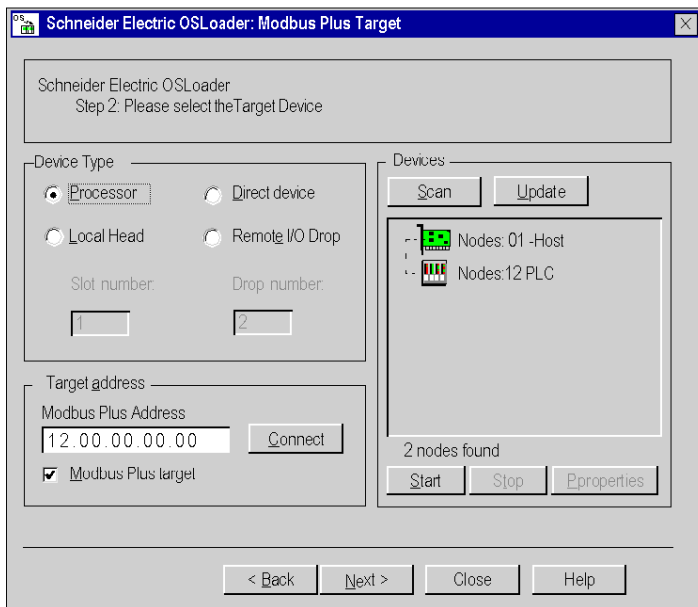 Schneider Electric OSLoader: Modbus Plus Target
Schneider Electric OSLoader
Step 2: Please select theTarget Device
Device Type
Processor
Direct device
Local Head
Remote I/O Drop
Slot number:
Drop number:
1
2
Target address
Modbus Plus Address
12.00.00.00.00
Connect
Modbus Plus target
Devices
Scan
Update
Nodes: 01 -Host
Nodes:12 PLC
2 nodes found
Start
Stop
Pproperties
< Back
Next >
Close
Help